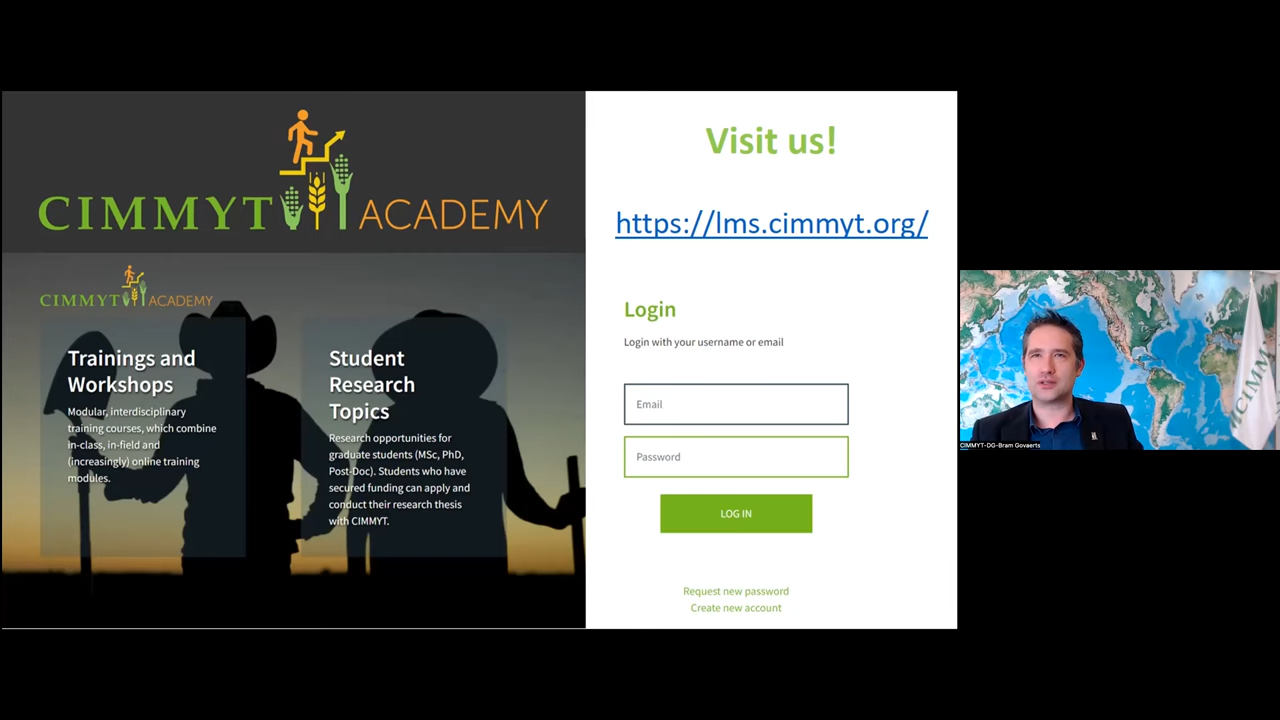 CIMMYT ACADEMY
CIMMYT ACADEMY
Trainings and
Workshops
Modular, interdisciplinary
training courses, which combine
in-class, in-field and
(increasingly) online training
modules.
Student
Research
Topics
Research opportunities for
graduate students (MSc, PhD,
Post-Doc). Students who have
secured funding can apply and
conduct their research thesis
with CIMMYT.
Visit us!
https://lms.cimmyt.org/
Login
Login with your username or email
Email
Password
LOG IN
Request new password
Create new account
CIMM
CIMMYT-DG-Bram Govaerts